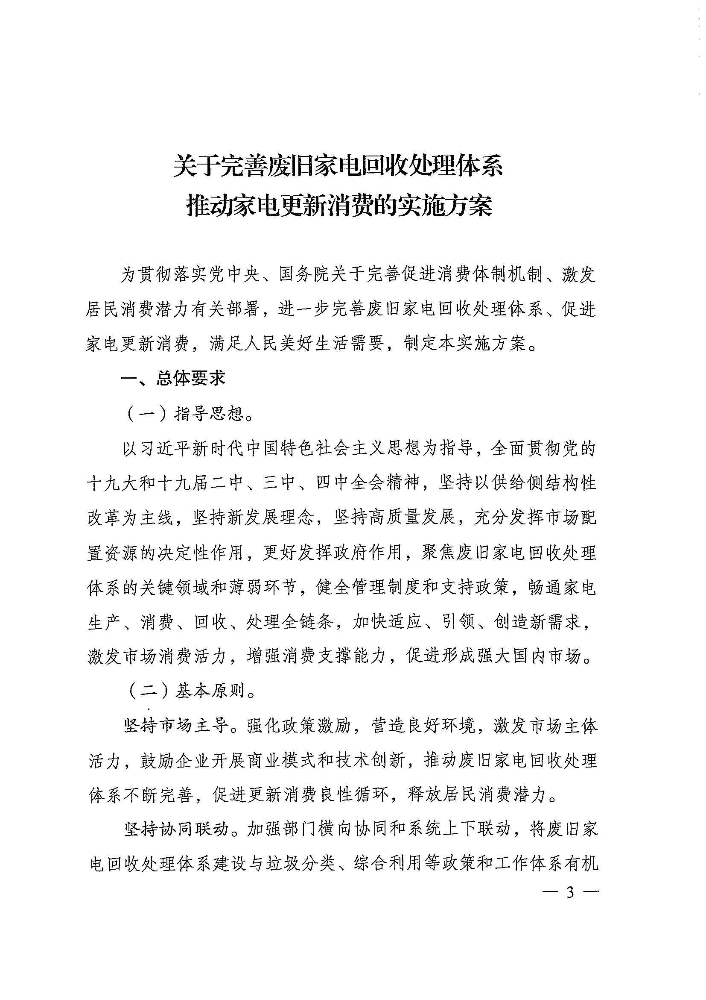 关于完善废旧家电回收处理体系
推动家电更新消费的实施方案
为贯彻落实党中央、国务院关于完善促进消费体制机制、激发
居民消费潜力有关部署，进一步完善废旧家电回收处理体系、促进
家电更新消费，满足人民美好生活需要，制定本实施方案。
一、总体要求
（一）指导思想。
以习近平新时代中国特色社会主义思想为指导，全面贯彻党的
十九大和十九届二中、三中、四中全会精神，坚持以供给侧结构性
改革为主线，坚持新发展理念，坚持高质量发展，充分发挥市场配
置资源的决定性作用，更好发挥政府作用，聚焦废旧家电回收处理
体系的关键领域和薄弱环节，健全管理制度和支持政策，畅通家电
生产、消费、回收、处理全链条，加快适应、引领、创造新需求，
激发市场消费活力，增强消费支撑能力，促进形成强大国内市场。
（二）基本原则。
坚持市场主导。强化政策激励，营造良好环境，激发市场主体
活力，鼓励企业开展商业模式和技术创新，推动废旧家电回收处理
体系不断完善，促进更新消费良性循环，释放居民消费潜力。
坚持协同联动。加强部门横向协同和系统上下联动，将废旧家
电回收处理体系建设与垃圾分类、综合利用等政策和工作体系有机
— 3 —